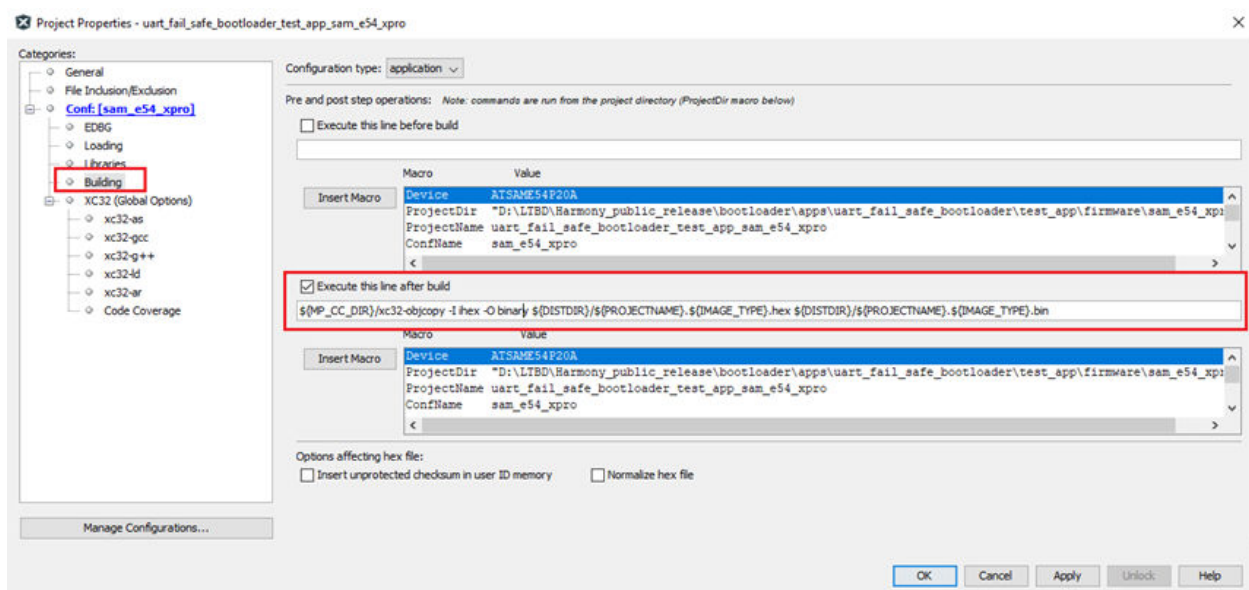 Project Properties - uart_fail_safe_bootloader_test_app_sam_e54_xpro
Categories:
General
File Inclusion/Exclusion
Conf: [sam_e54_xpro]
EDBG
Loading
Libraries
Building
XC32 (Global Options)
xc32-as
xc32-gcc
xc32-g++
xc32-ld
xc32-ar
Code Coverage
Manage Configurations...
Configuration type: application
Pre and post step operations: Note: commands are run from the project directory (ProjectDir macro below)
Execute this line before build
Macro Value
Insert Macro
Device ATSAME54P20A
ProjectDir "D:\LTBD\Harmony_public_release\bootloader\apps\uart_fail_safe_bootloader\test_app\firmware\sam_e54_xp
ProjectName uart_fail_safe_bootloader_test_app_sam_e54_xpro
ConfName sam_e54_xpro
Execute this line after build
${MP_CC_DIR}/xc32-objcopy -I ihex -O binary ${DISTDIR}/${PROJECTNAME}.${IMAGE_TYPE}.hex ${DISTDIR}/${PROJECTNAME}.${IMAGE_TYPE}.bin
Macro Value
Insert Macro
Device ATSAME54P20A
ProjectDir "D:\LTBD\Harmony_public_release\bootloader\apps\uart_fail_safe_bootloader\test_app\firmware\sam_e54_xp
ProjectName uart_fail_safe_bootloader_test_app_sam_e54_xpro
ConfName sam_e54_xpro
Options affecting hex file:
Insert unprotected checksum in user ID memory Normalize hex file
OK Cancel Apply Unlock Help